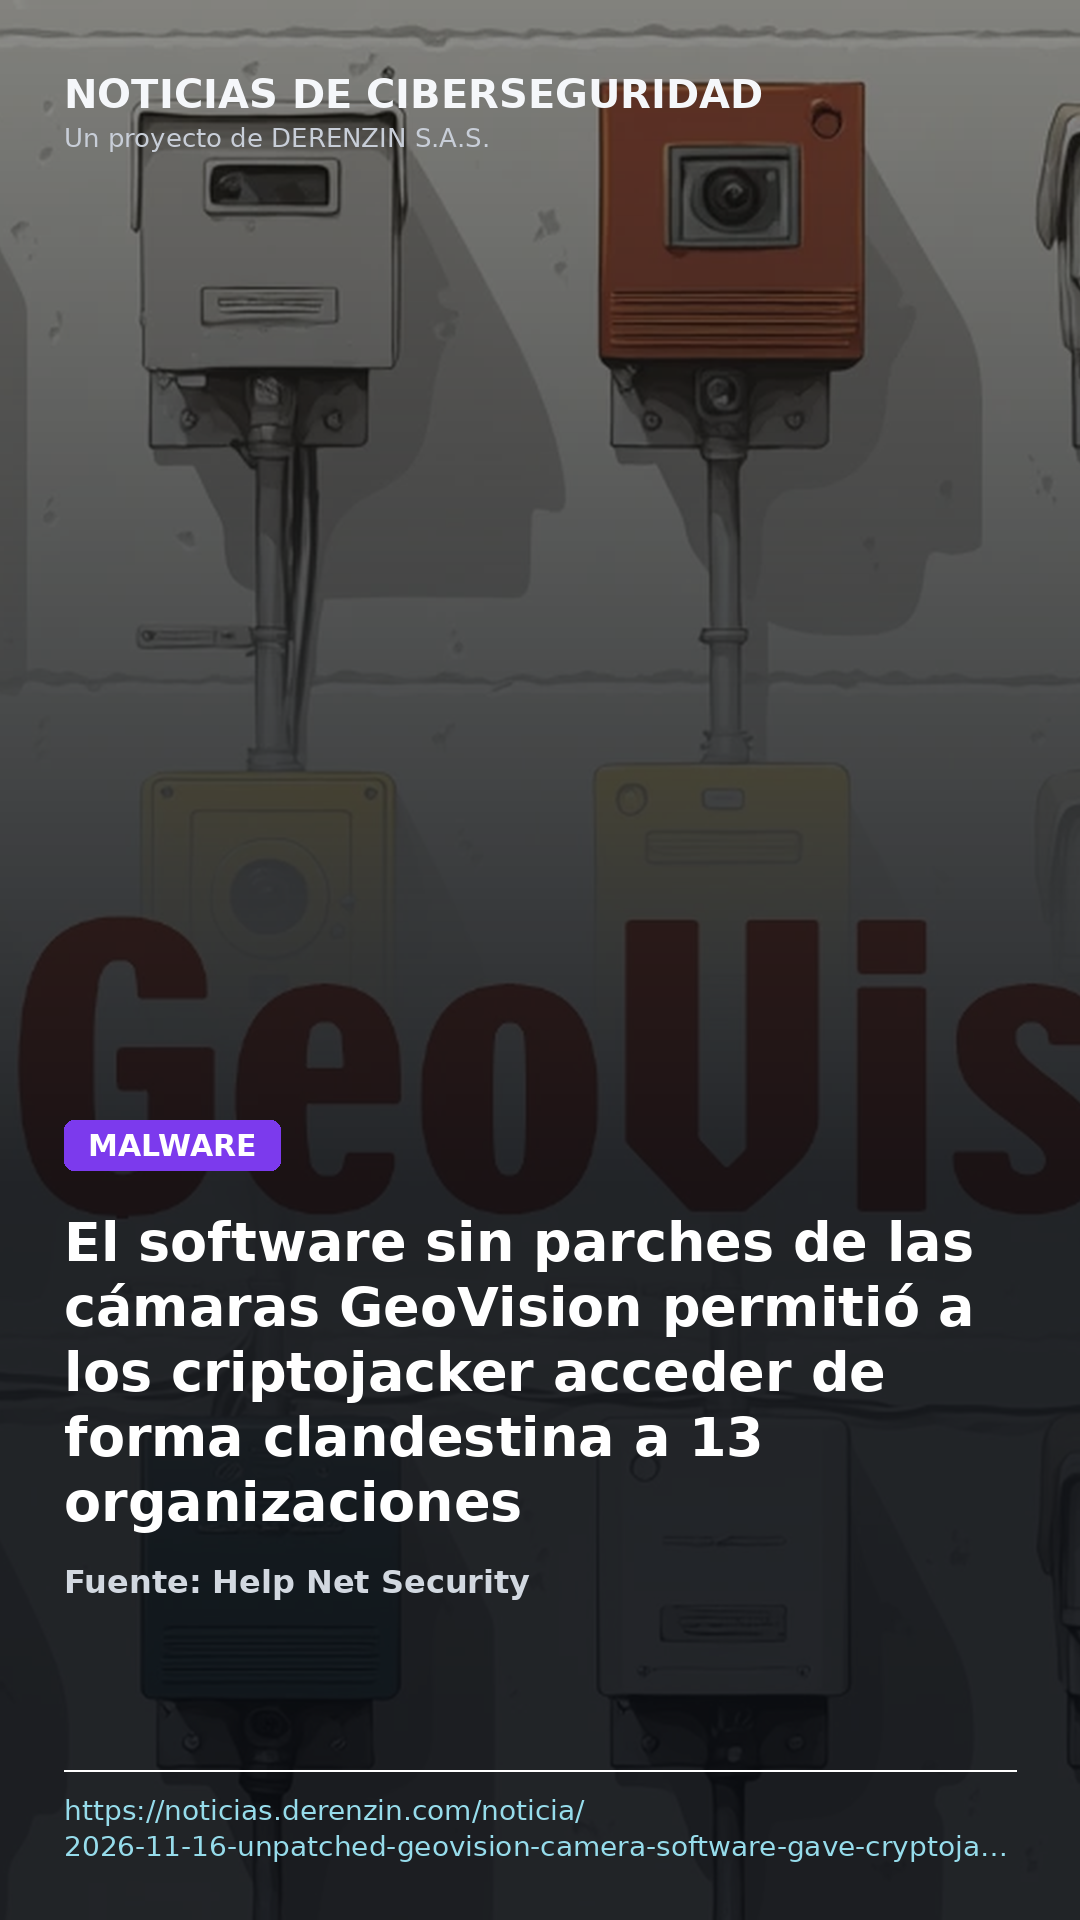 NOTICIAS DE CIBERSEGURIDAD
Un proyecto de DERENZIN S.A.S.
GeoVis
MALWARE
El software sin parches de las
cámaras GeoVision permitió a
los criptojacker acceder de
forma clandestina a 13
organizaciones
Fuente: Help Net Security
https://noticias.derenzin.com/noticia/
2026-11-16-unpatched-geovision-camera-software-gave-cryptoja…